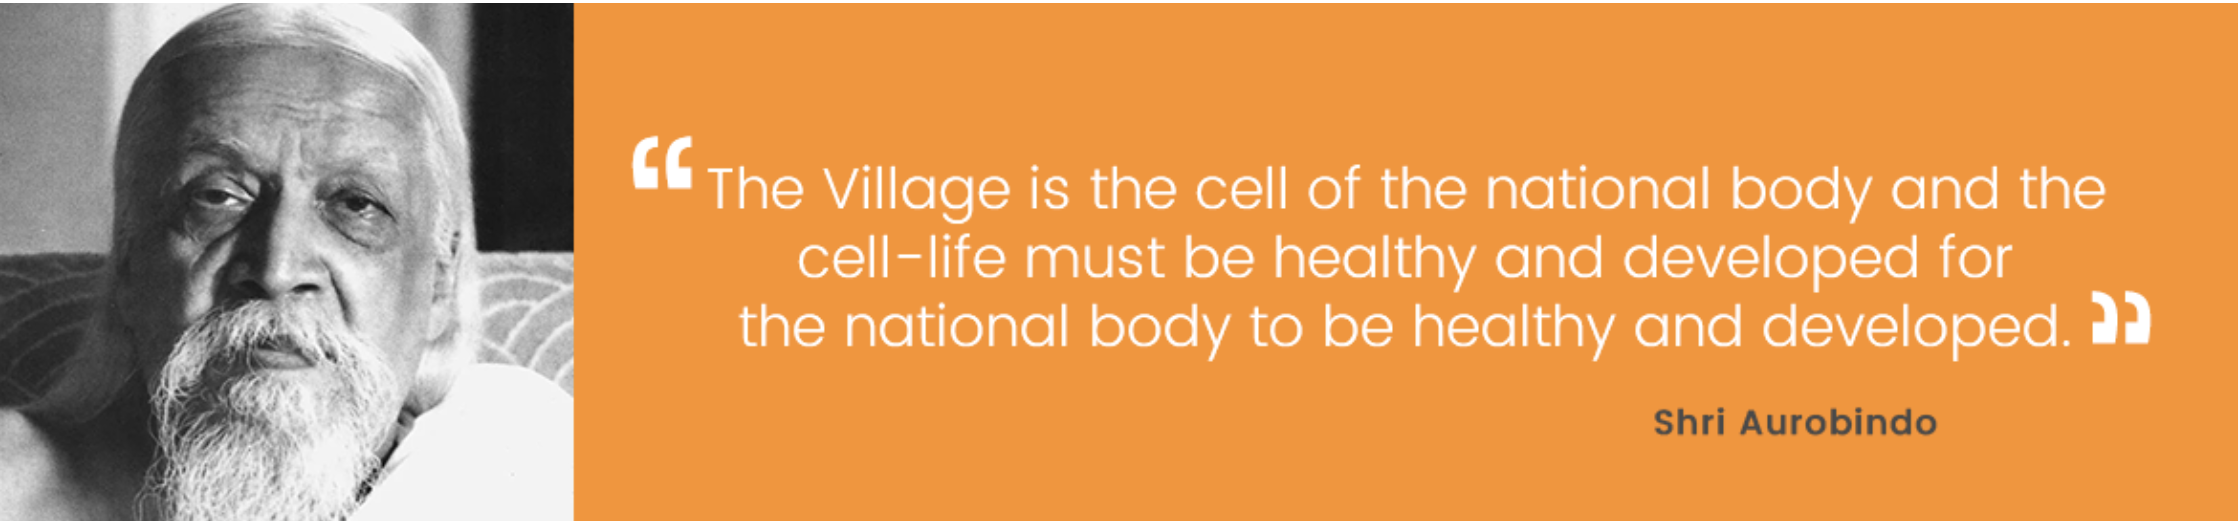 “The Village is the cell of the national body and the
cell-life must be healthy and developed for
the national body to be healthy and developed.”
Shri Aurobindo